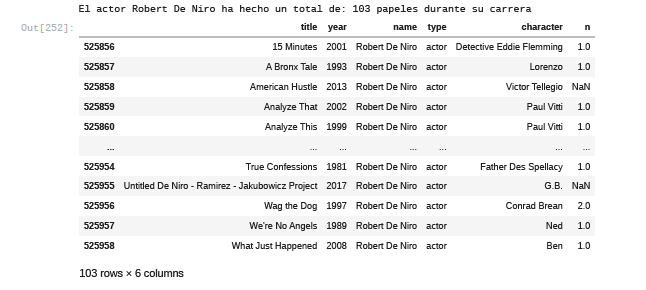 El actor Robert De Niro ha hecho un total de: 103 papeles durante su carrera
Out[252]:
title year name type character n
525856 15 Minutes 2001 Robert De Niro actor Detective Eddie Flemming 1.0
525857 A Bronx Tale 1993 Robert De Niro actor Lorenzo 1.0
525858 American Hustle 2013 Robert De Niro actor Victor Tellegio NaN
525859 Analyze That 2002 Robert De Niro actor Paul Vitti 1.0
525860 Analyze This 1999 Robert De Niro actor Paul Vitti 1.0
... ... ... ... ... ... ...
525954 True Confessions 1981 Robert De Niro actor Father Des Spellacy 1.0
525955 Untitled De Niro - Ramirez - Jakubowicz Project 2017 Robert De Niro actor G.B. NaN
525956 Wag the Dog 1997 Robert De Niro actor Conrad Brean 2.0
525957 We're No Angels 1989 Robert De Niro actor Ned 1.0
525958 What Just Happened 2008 Robert De Niro actor Ben 1.0
103 rows × 6 columns